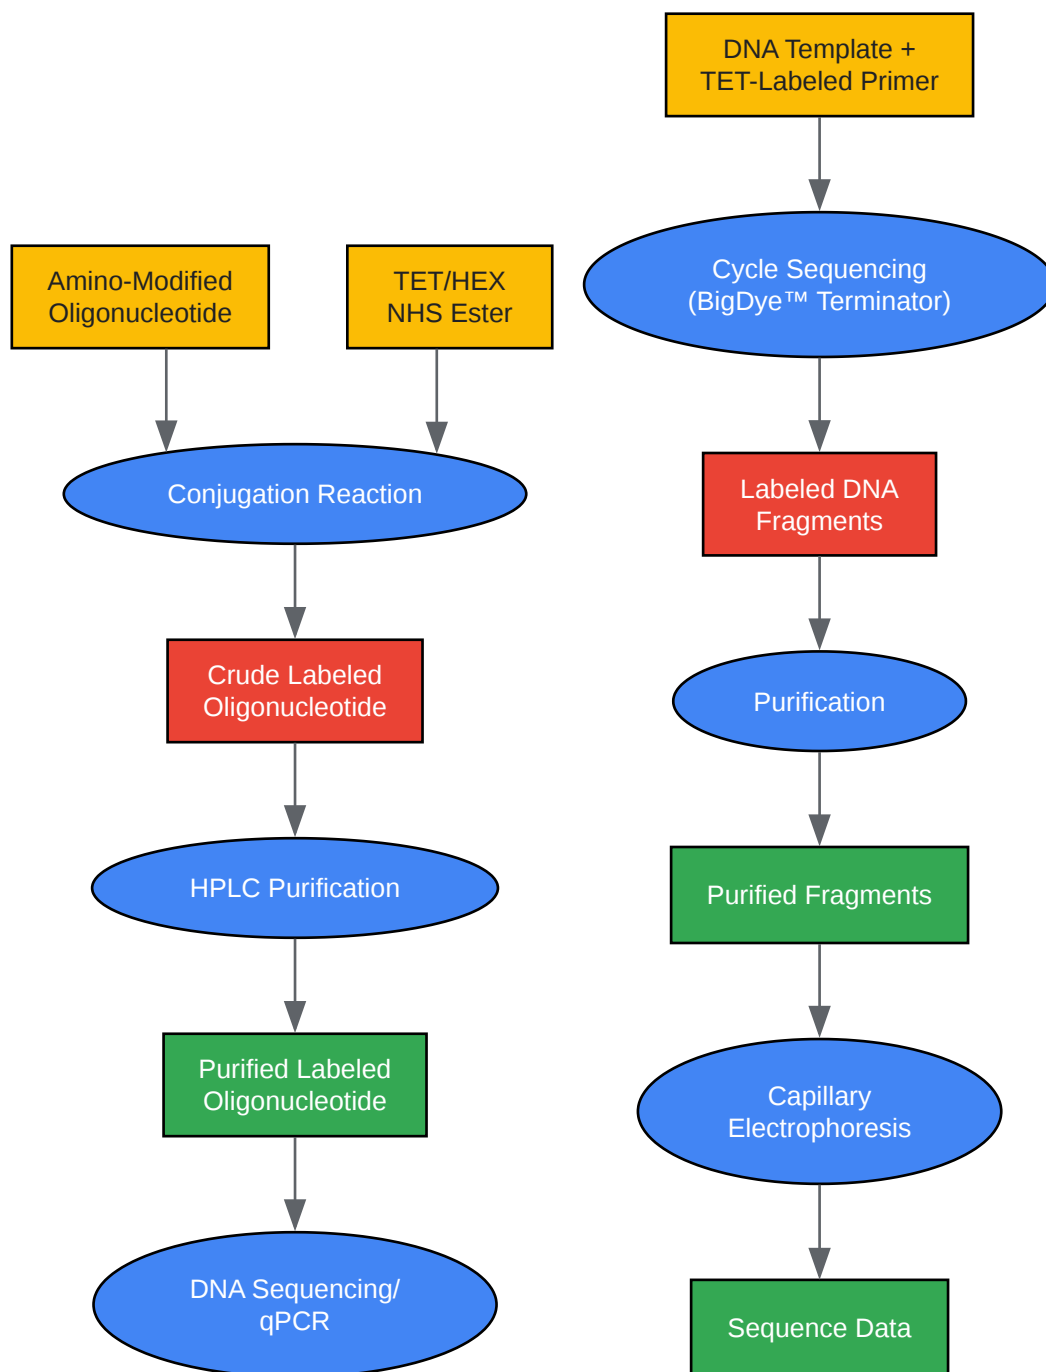 Amino-Modified
Oligonucleotide
TET/HEX
NHS Ester
Conjugation Reaction
Crude Labeled
Oligonucleotide
HPLC Purification
Purified Labeled
Oligonucleotide
DNA Sequencing/
qPCR
DNA Template +
TET-Labeled Primer
Cycle Sequencing
(BigDye™ Terminator)
Labeled DNA
Fragments
Purification
Purified Fragments
Capillary
Electrophoresis
Sequence Data